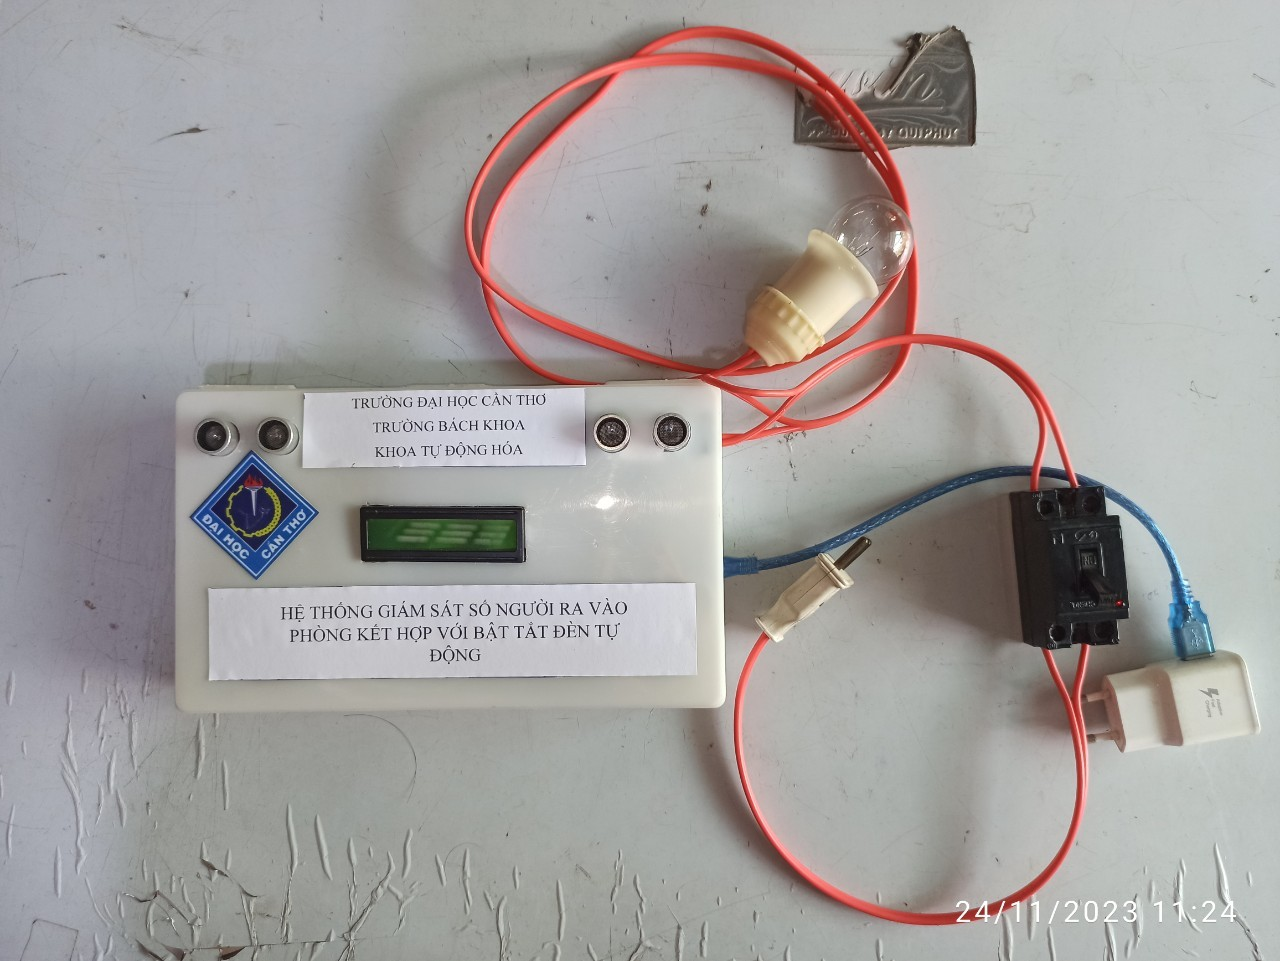 QUI PHUC
TRƯỜNG ĐẠI HỌC CẦN THƠ
TRƯỜNG BÁCH KHOA
KHOA TỰ ĐỘNG HÓA
ĐẠI HỌC CẦN THƠ
HỆ THỐNG GIÁM SÁT SỐ NGƯỜI RA VÀO
PHÒNG KẾT HỢP VỚI BẬT TẮT ĐÈN TỰ
ĐỘNG
24/11/2023 11:24